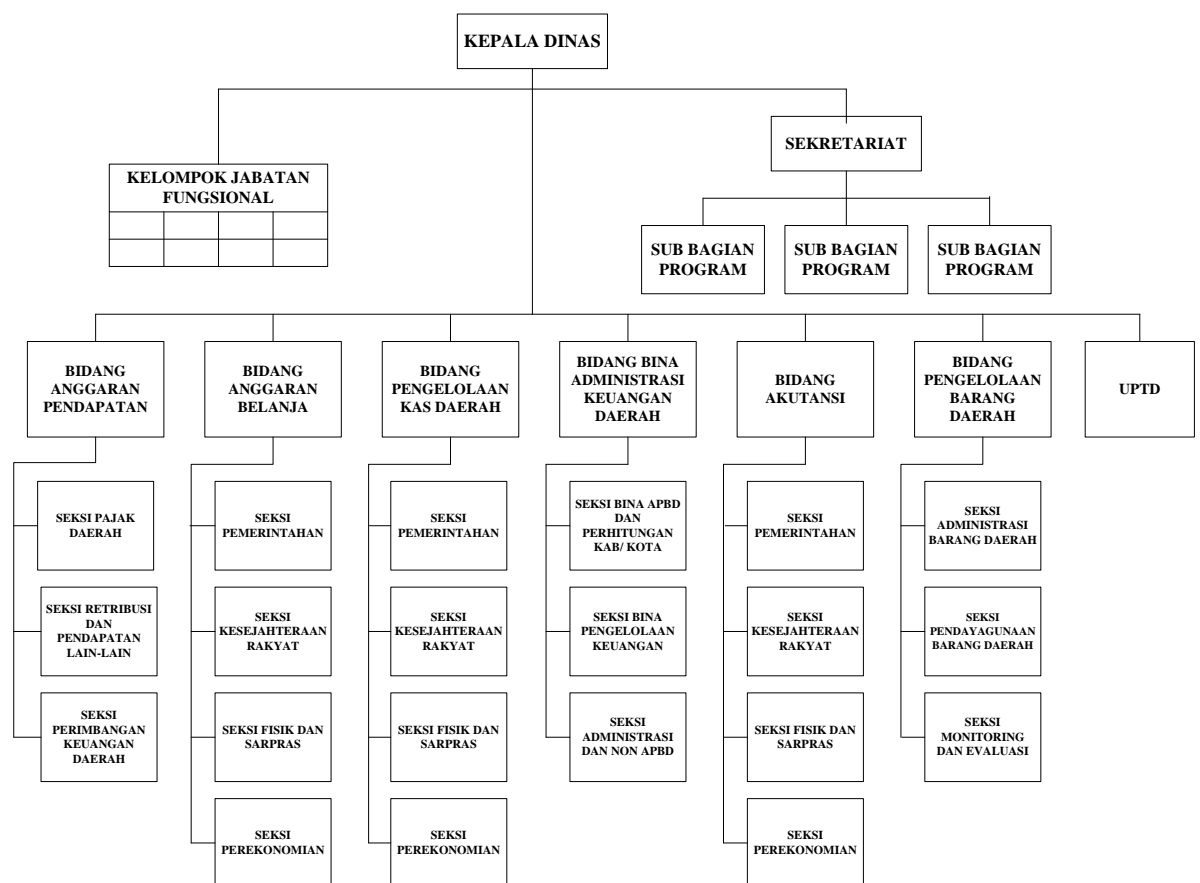 KEPALA DINAS
SEKRETARIAT
KELOMPOK JABATAN
FUNGSIONAL
SUB BAGIAN
PROGRAM
SUB BAGIAN
PROGRAM
SUB BAGIAN
PROGRAM
BIDANG
ANGGARAN
PENDAPATAN
BIDANG
ANGGARAN
BELANJA
BIDANG
PENGELOLAAN
KAS DAERAH
BIDANG BINA
ADMINISTRASI
KEUANGAN
DAERAH
BIDANG
AKUTANSI
BIDANG
PENGELOLAAN
BARANG
DAERAH
UPTD
SEKSI PAJAK
DAERAH
SEKSI RETRIBUSI
DAN
PENDAPATAN
LAIN-LAIN
SEKSI
PERIMBANGAN
KEUANGAN
DAERAH
SEKSI
PEMERINTAHAN
SEKSI
KESEJAHTERAAN
RAKYAT
SEKSI FISIK DAN
SARPRAS
SEKSI
PEREKONOMIAN
SEKSI
PEMERINTAHAN
SEKSI
KESEJAHTERAAN
RAKYAT
SEKSI FISIK DAN
SARPRAS
SEKSI
PEREKONOMIAN
SEKSI BINA APBD
DAN
PERHITUNGAN
KAB/ KOTA
SEKSI BINA
PENGELOLAAN
KEUANGAN
SEKSI
ADMINISTRASI
DAN NON APBD
SEKSI
PEMERINTAHAN
SEKSI
KESEJAHTERAAN
RAKYAT
SEKSI FISIK DAN
SARPRAS
SEKSI
PEREKONOMIAN
SEKSI
ADMINISTRASI
BARANG DAERAH
SEKSI
PENDAYAGUNAAN
BARANG DAERAH
SEKSI
MONITORING
DAN EVALUASI